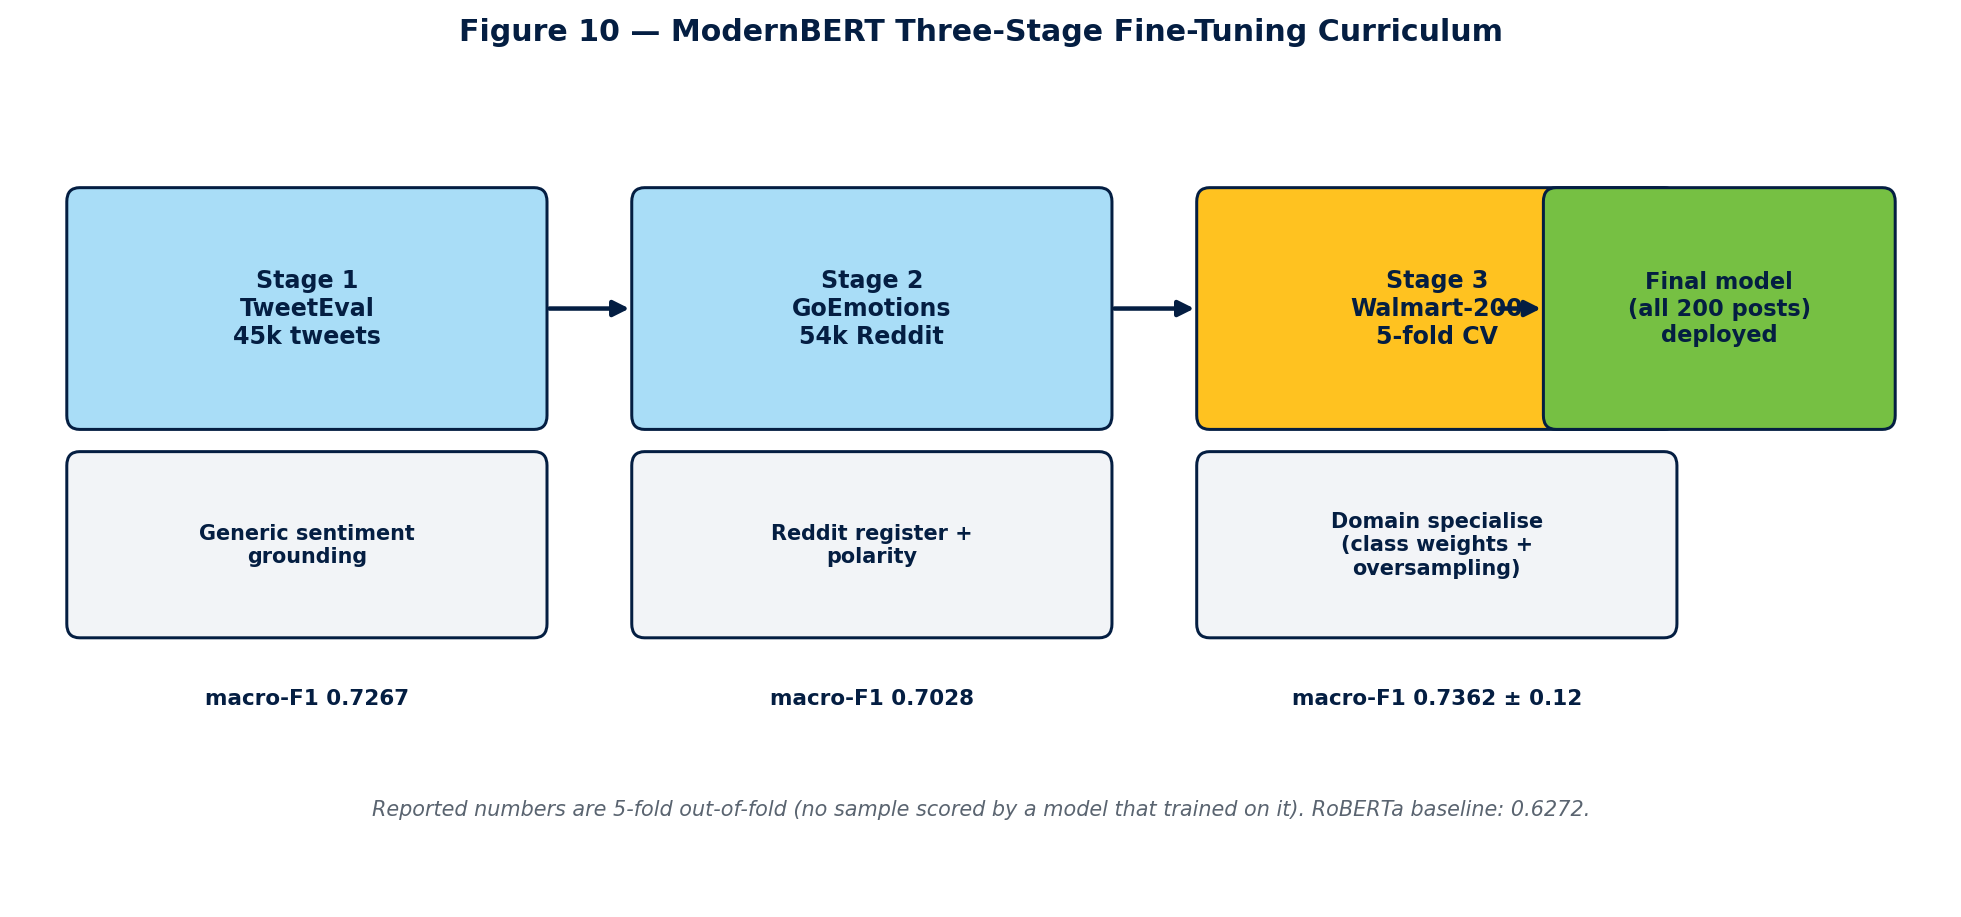 Figure 10 — ModernBERT Three-Stage Fine-Tuning Curriculum
Stage 1
TweetEval
45k tweets
Stage 2
GoEmotions
54k Reddit
Stage 3
Walmart-200
5-fold CV
Final model
(all 200 posts)
deployed
Generic sentiment
grounding
Reddit register +
polarity
Domain specialise
(class weights +
oversampling)
macro-F1 0.7267
macro-F1 0.7028
macro-F1 0.7362 ± 0.12
Reported numbers are 5-fold out-of-fold (no sample scored by a model that trained on it). RoBERTa baseline: 0.6272.